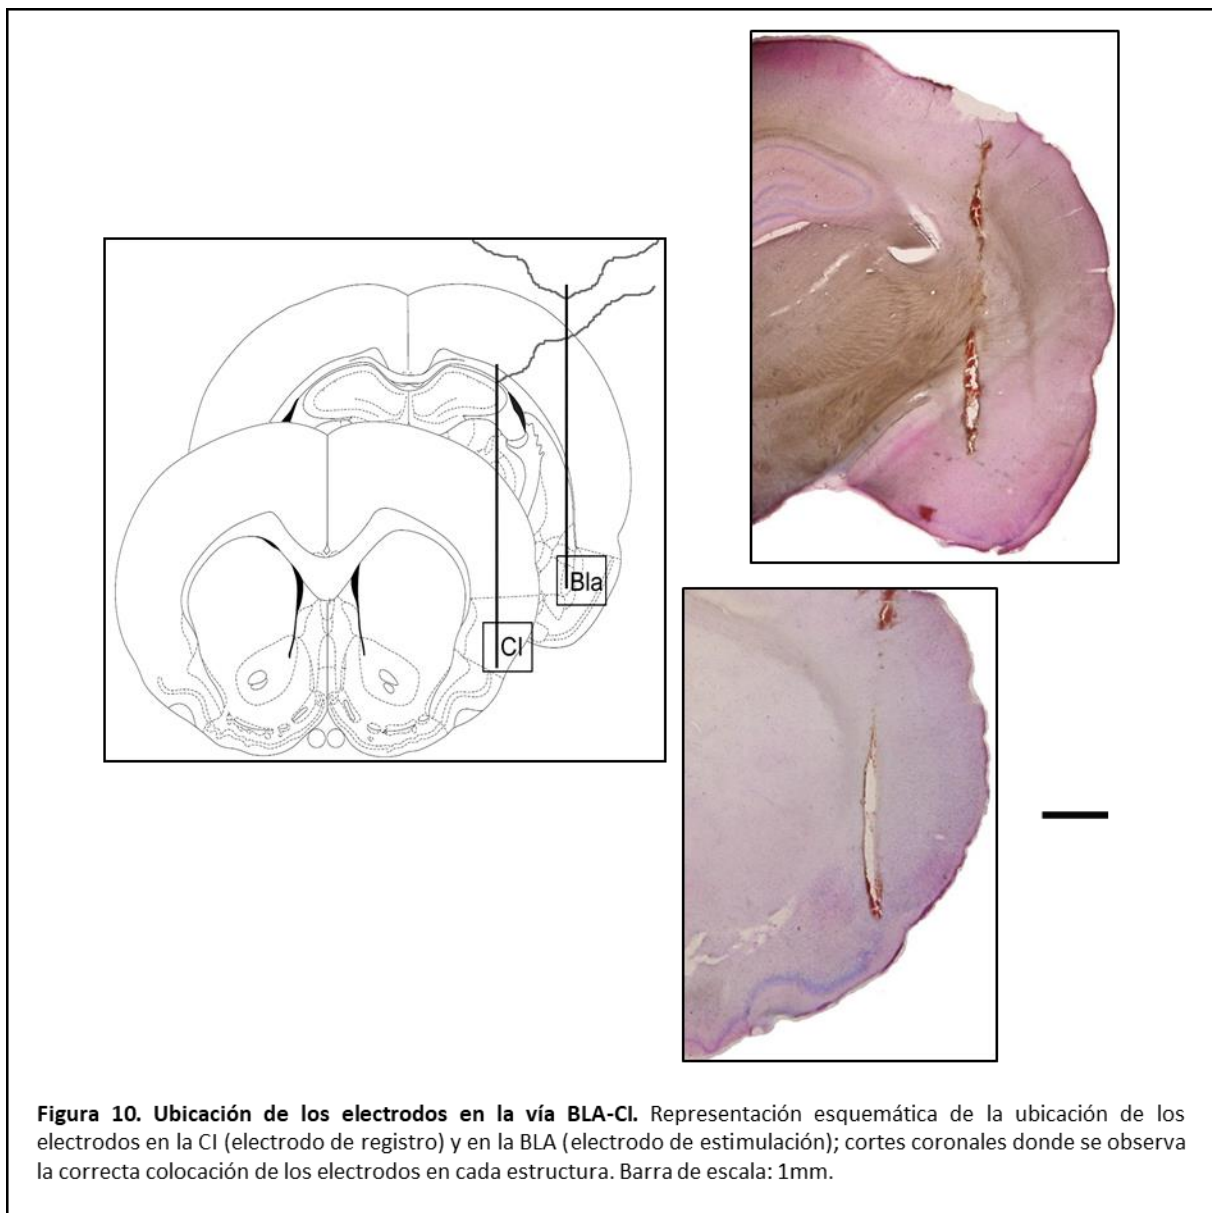 Bla
CI
Figura 10. Ubicación de los electrodos en la vía BLA-CI. Representación esquemática de la ubicación de los
electrodos en la CI (electrodo de registro) y en la BLA (electrodo de estimulación); cortes coronales donde se observa
la correcta colocación de los electrodos en cada estructura. Barra de escala: 1mm.